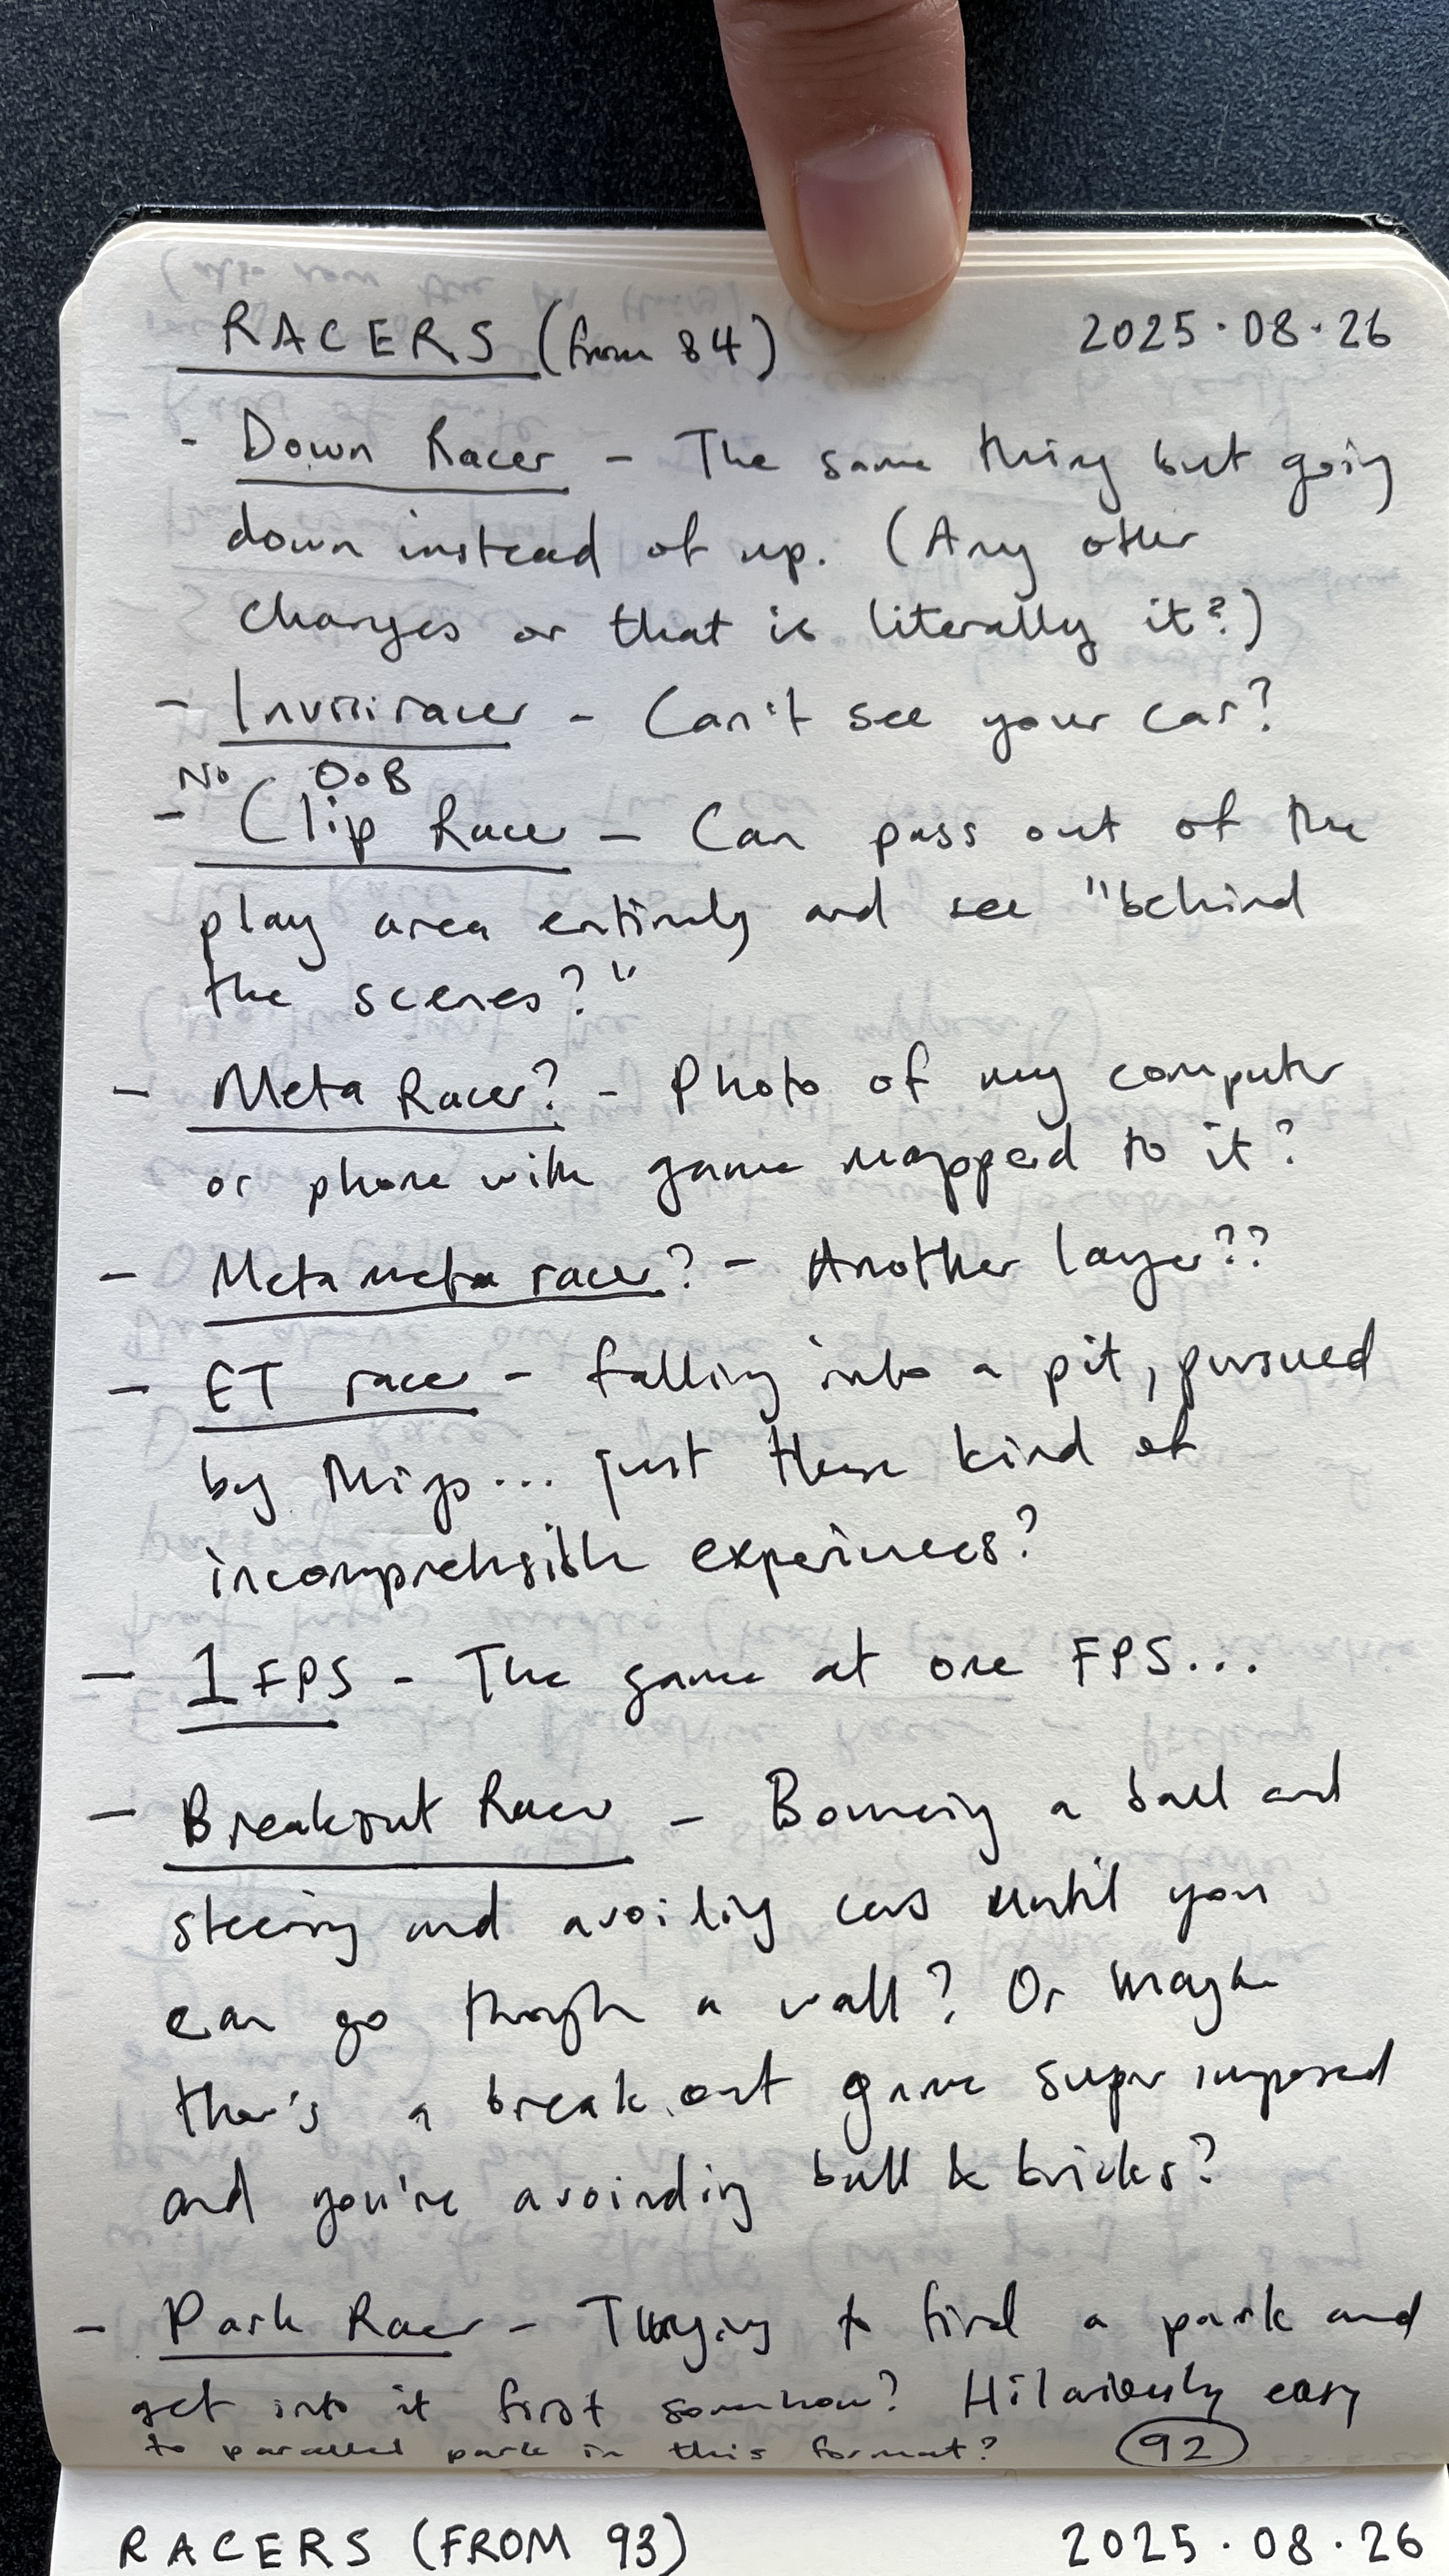 RACERS (from 84) 2025.08.26
- Down Racer - The same thing but going
down instead of up. (Any other
changes or that is literally it?)
- Invisiracer - Can't see your car?
No OoB
- Clip Racer - Can pass out of the
play area entirely and see "behind
the scenes?"
- Meta Racer? - Photo of my computer
or phone with game mapped to it?
- Meta meta racer? - Another layer??
- ET racer - falling into a pit, pursued
by things... just these kind of
incomprehsible experiences?
- 1 FPS - The game at one FPS...
- Breakout Racer - Bouncing a ball and
steering and avoiding cars until you
can go through a wall? Or maybe
there's a breakout game superimposed
and you're avoinding ball & bricks?
- Park Racer - Trying to find a park and
get into it first somehow? Hilariously easy
to parallel park in this format? 92
RACERS (FROM 93) 2025.08.26